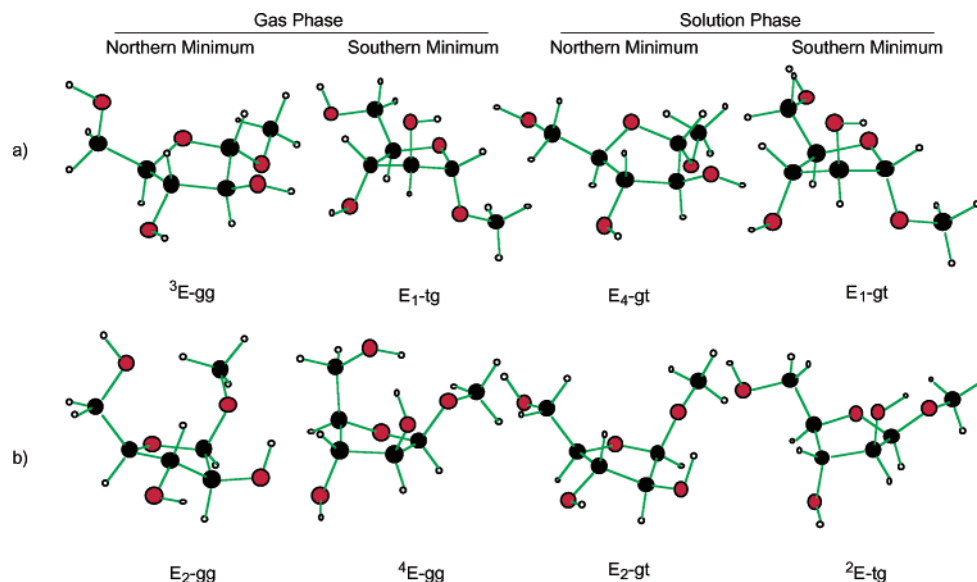 Gas Phase Solution Phase
Northern Minimum Southern Minimum Northern Minimum Southern Minimum
a)
³E-gg E₁-tg E₄-gt E₁-gt
b)
E₂-gg ⁴E-gg E₂-gt ²E-tg